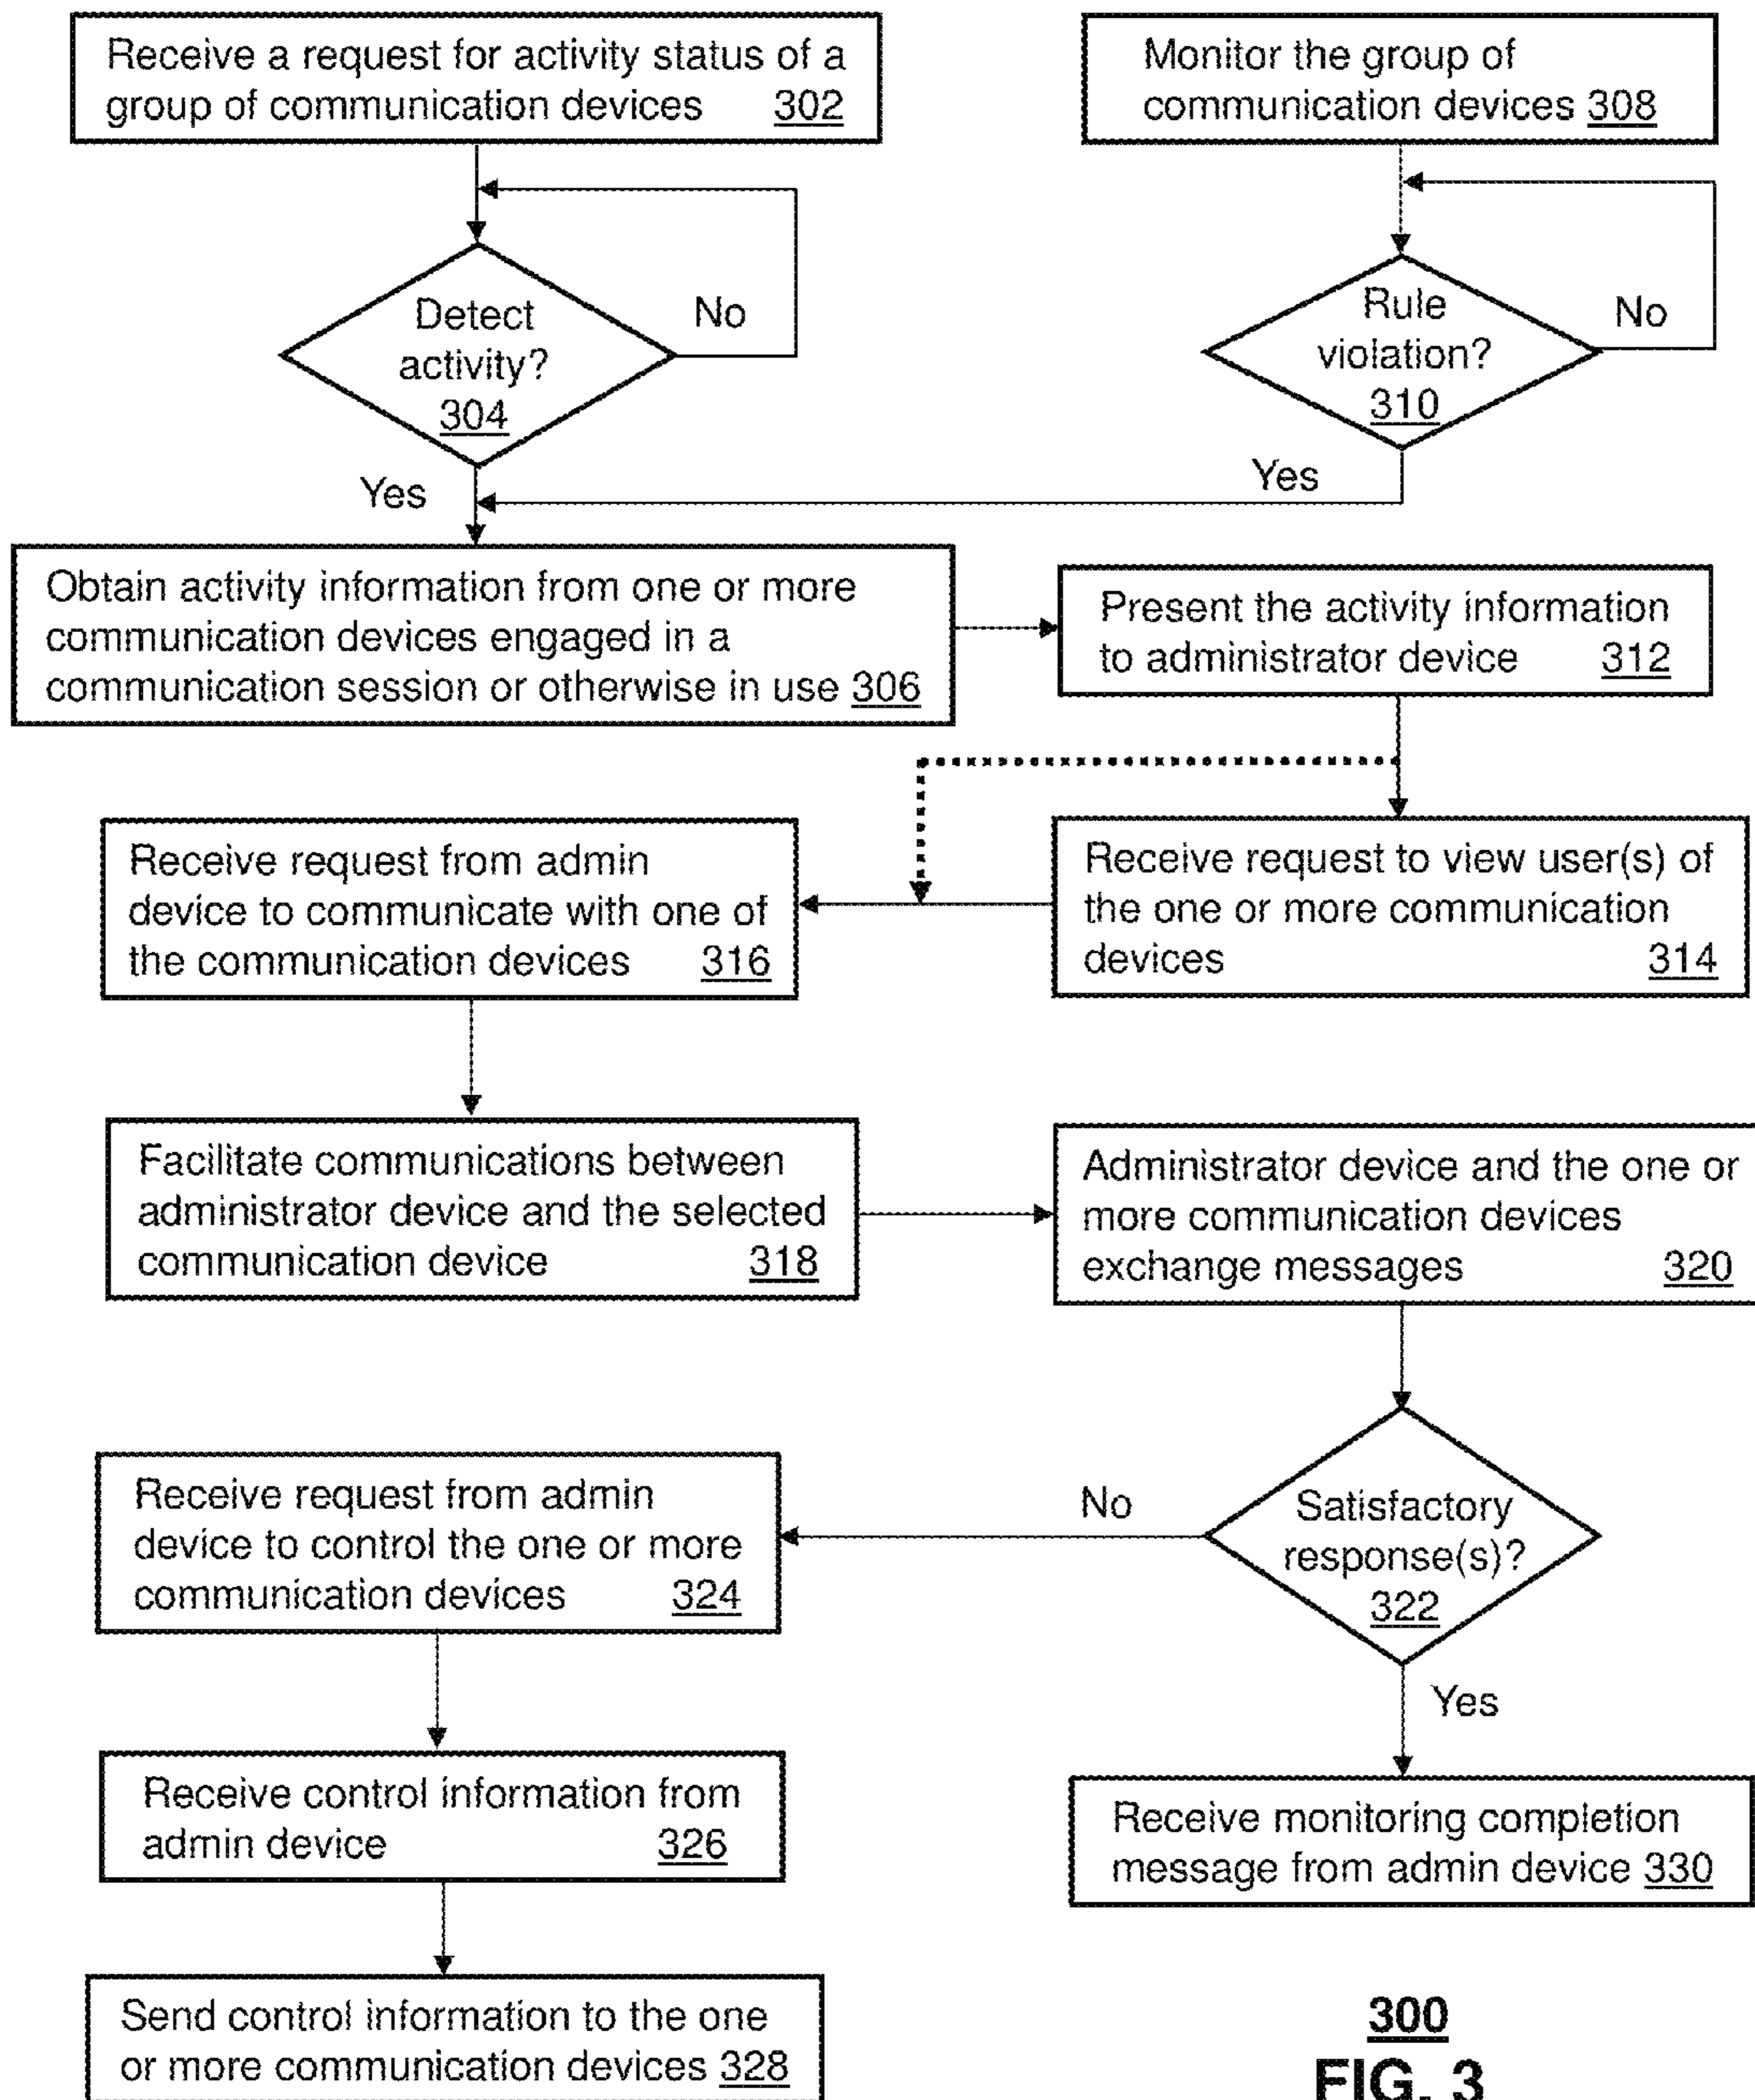 Receive a request for activity status of a
group of communication devices 302
Monitor the group of
communication devices 308
Detect
activity?
304
No
Rule
violation?
310
No
Yes
Yes
Obtain activity information from one or more
communication devices engaged in a
communication session or otherwise in use 306
Present the activity information
to administrator device 312
Receive request to view user(s) of
the one or more communication
devices 314
Receive request from admin
device to communicate with one of
the communication devices 316
Facilitate communications between
administrator device and the selected
communication device 318
Administrator device and the one or
more communication devices
exchange messages 320
Satisfactory
response(s)?
322
No
Yes
Receive request from admin
device to control the one or more
communication devices 324
Receive control information from
admin device 326
Send control information to the one
or more communication devices 328
Receive monitoring completion
message from admin device 330
300
FIG. 3